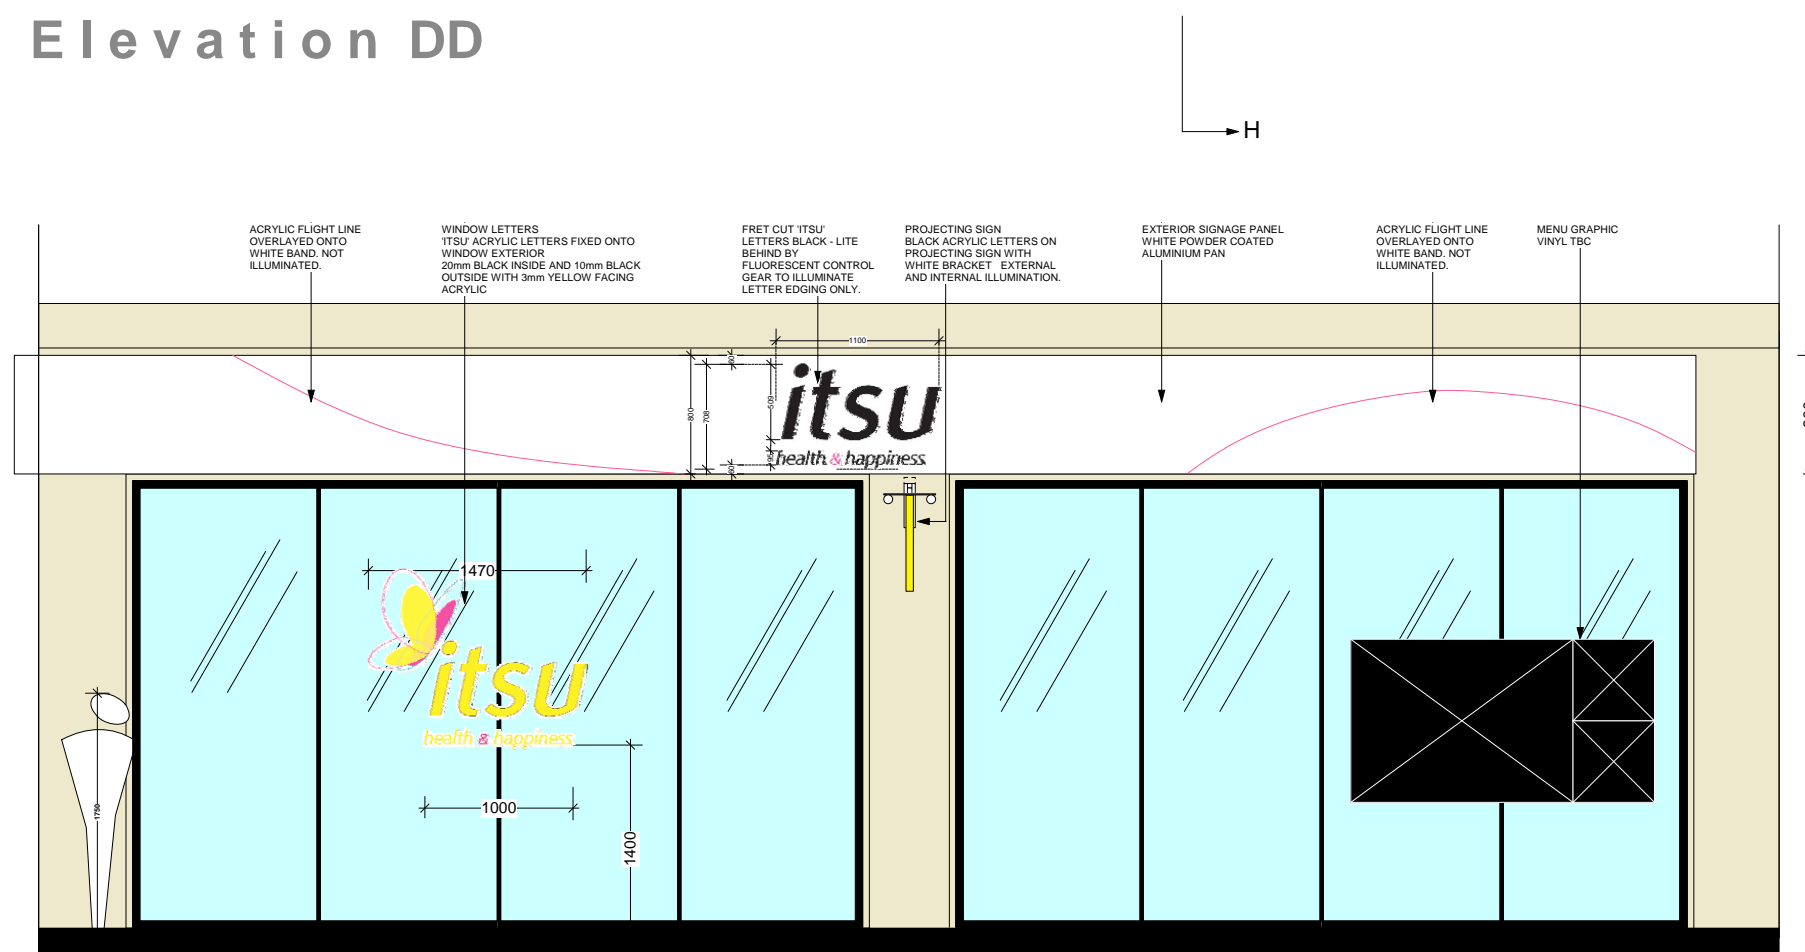 Elevation DD
H
ACRYLIC FLIGHT LINE
OVERLAYED ONTO
WHITE BAND. NOT
ILLUMINATED.
WINDOW LETTERS
'ITSU' ACRYLIC LETTERS FIXED ONTO
WINDOW EXTERIOR
20mm BLACK INSIDE AND 10mm BLACK
OUTSIDE WITH 3mm YELLOW FACING
ACRYLIC
FRET CUT 'ITSU'
LETTERS BLACK - LITE
BEHIND BY
FLUORESCENT CONTROL
GEAR TO ILLUMINATE
LETTER EDGING ONLY.
PROJECTING SIGN
BLACK ACRYLIC LETTERS ON
PROJECTING SIGN WITH
WHITE BRACKET EXTERNAL
AND INTERNAL ILLUMINATION.
EXTERIOR SIGNAGE PANEL
WHITE POWDER COATED
ALUMINIUM PAN
ACRYLIC FLIGHT LINE
OVERLAYED ONTO
WHITE BAND. NOT
ILLUMINATED.
MENU GRAPHIC
VINYL TBC
1100
800
708
509
itsu
health & happiness
1470
itsu
health & happiness
1000
1400
1750